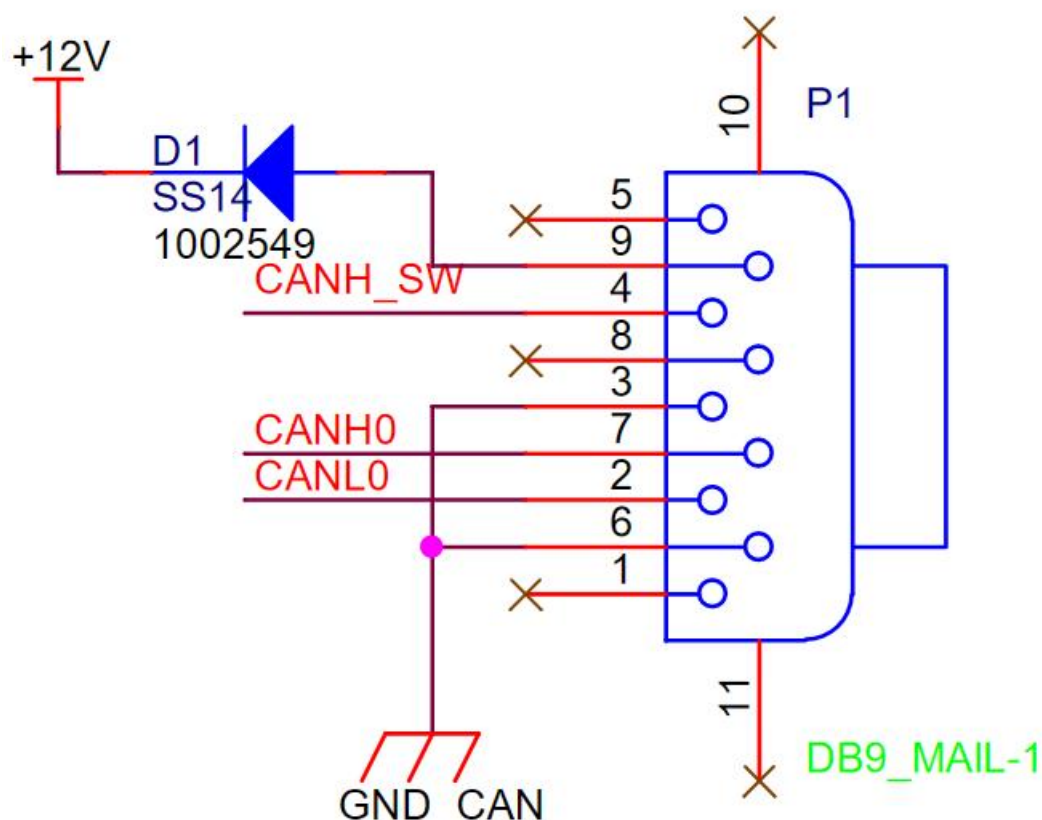 +12V
D1
SS14
1002549
10
P1
5
9
CANH_SW
4
8
3
CANH0
7
CANL0
2
6
1
11
DB9_MAIL-1
GND CAN